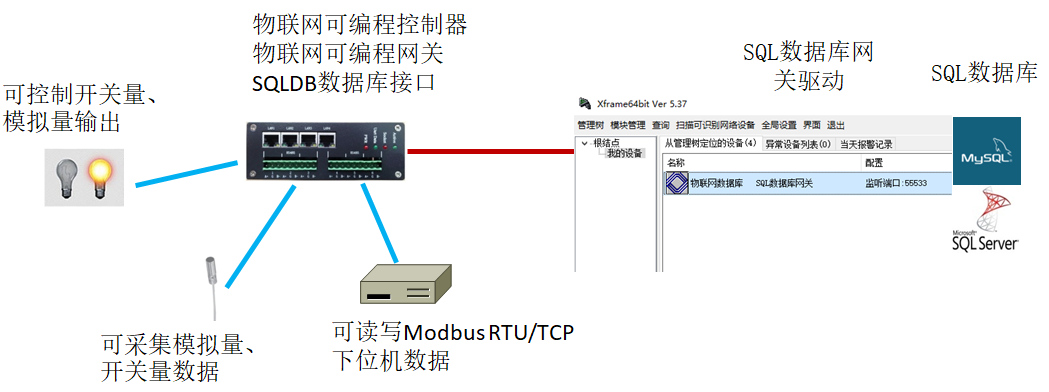 物联网可编程控制器
物联网可编程网关
SQLDB数据库接口
可控制开关量、
模拟量输出
可采集模拟量、
开关量数据
可读写Modbus RTU/TCP
下位机数据
SQL数据库网
关驱动
SQL数据库
Xframe64bit Ver 5.37
管理树 模块管理 查询 扫描可识别网络设备 全局设置 界面 退出
根结点
我的设备
从管理树定位的设备(4) 异常设备列表(0) 当天报警记录
名称 配置
物联网数据库 SQL数据库网关 监听端口:55533
MySQL
Microsoft
SQL Server